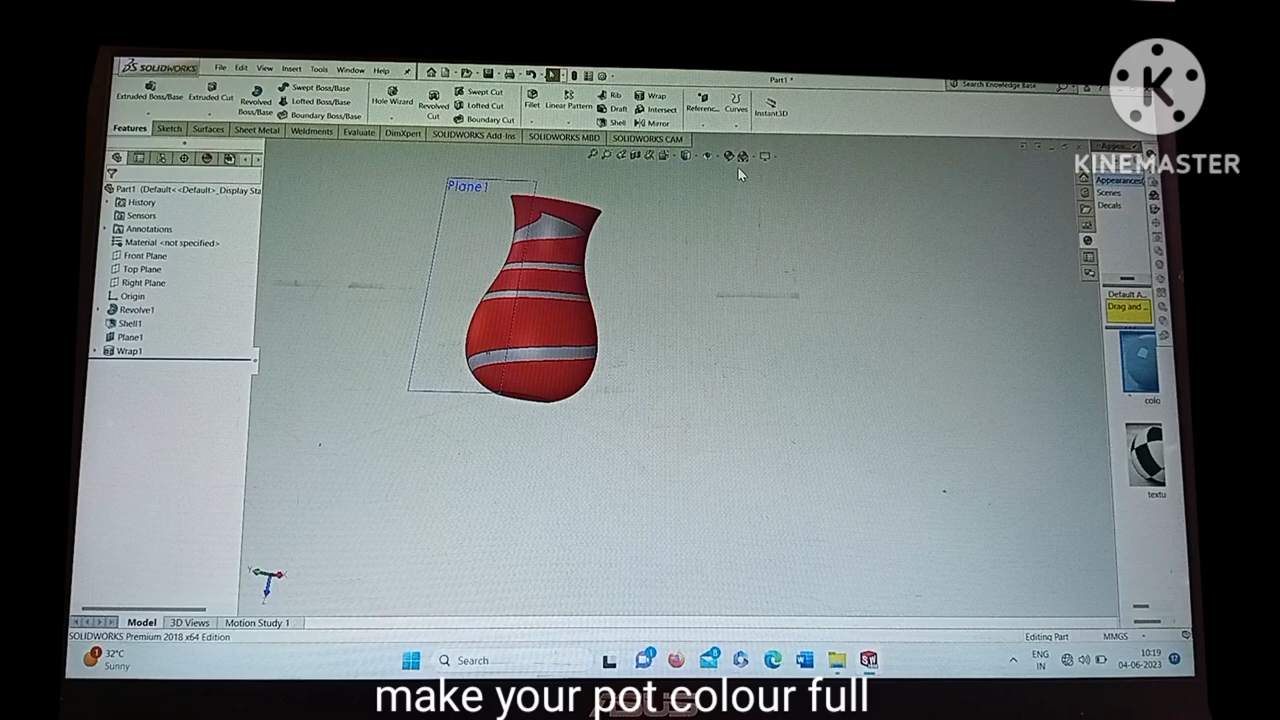 SOLIDWORKS File Edit View Insert Tools Window Help
Part1 *
Search Knowledge Base
Extruded Boss/Base
Extruded Cut
Revolved Boss/Base
Swept Boss/Base
Lofted Boss/Base
Boundary Boss/Base
Hole Wizard
Revolved Cut
Swept Cut
Lofted Cut
Boundary Cut
Fillet
Linear Pattern
Rib
Draft
Shell
Wrap
Intersect
Mirror
Referenc...
Curves
Instant3D
Features Sketch Surfaces Sheet Metal Weldments Evaluate DimXpert SOLIDWORKS Add-Ins SOLIDWORKS MBD SOLIDWORKS CAM
K
KINEMASTER
Part1 (Default<<Default>_Display Sta
History
Sensors
Annotations
Material <not specified>
Front Plane
Top Plane
Right Plane
Origin
Revolve1
Shell1
Plane1
Wrap1
Plane1
Appearances
Scenes
Decals
Default A...
Drag and ...
colo
textu
Model 3D Views Motion Study 1
SOLIDWORKS Premium 2018 x64 Edition
Editing Part MMGS
32°C
Sunny
Search
ENG
IN
10:19
04-06-2023
make your pot colour full
ASUS